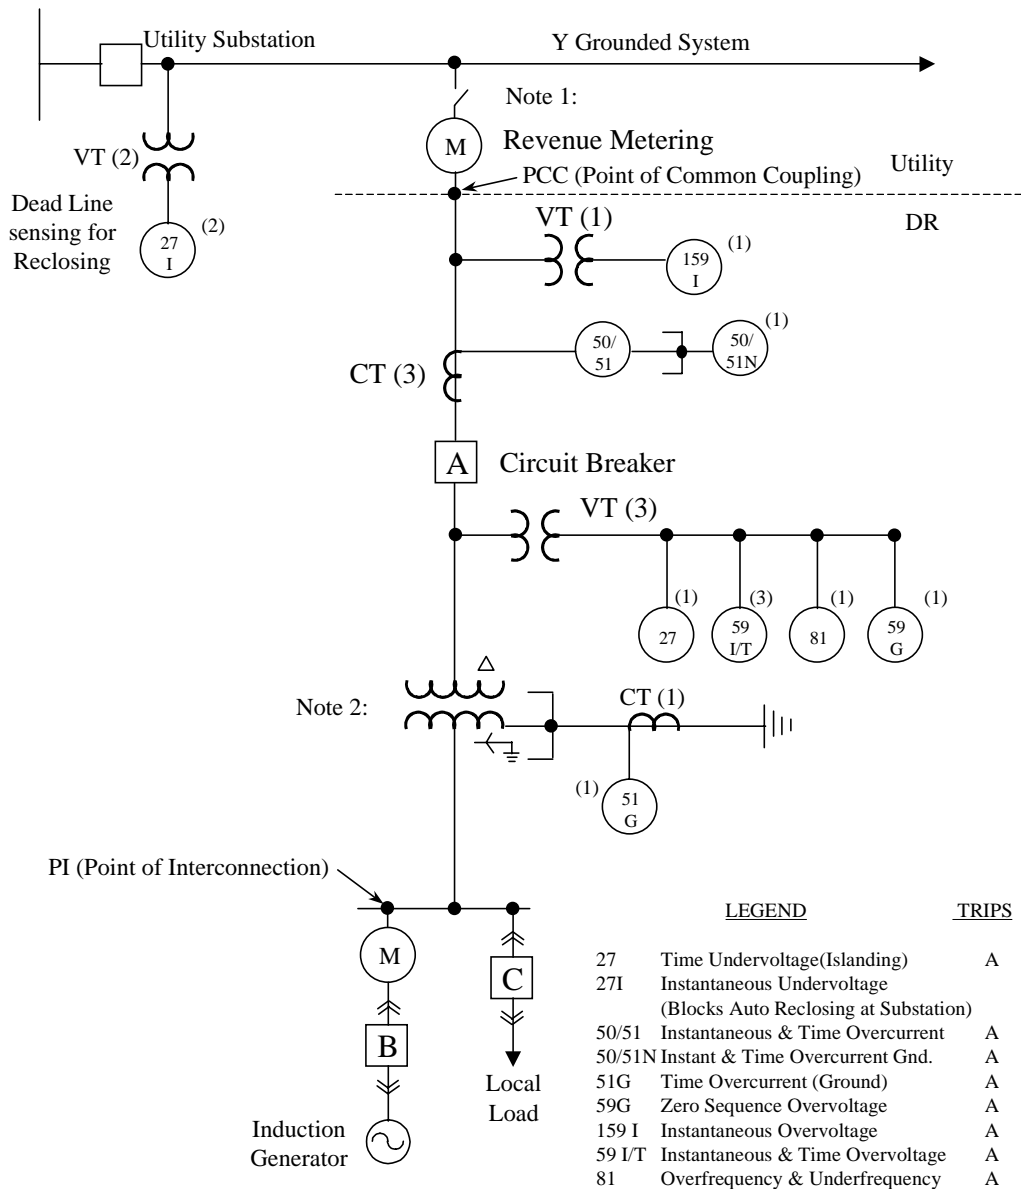 Utility Substation
Y Grounded System
Note 1:
M
Revenue Metering
VT (2)
PCC (Point of Common Coupling)
Utility
DR
Dead Line
sensing for
Reclosing
27
I
(2)
VT (1)
159
I
(1)
CT (3)
50/
51
50/
51N
(1)
A
Circuit Breaker
VT (3)
27
(1)
59
I/T
(3)
81
(1)
59
G
(1)
Δ
Note 2:
CT (1)
(1)
51
G
PI (Point of Interconnection)
M
B
C
Induction
Generator
Local
Load
LEGEND TRIPS
27 Time Undervoltage(Islanding) A
27I Instantaneous Undervoltage
(Blocks Auto Reclosing at Substation)
50/51 Instantaneous & Time Overcurrent A
50/51N Instant & Time Overcurrent Gnd. A
51G Time Overcurrent (Ground) A
59G Zero Sequence Overvoltage A
159 I Instantaneous Overvoltage A
59 I/T Instantaneous & Time Overvoltage A
81 Overfrequency & Underfrequency A